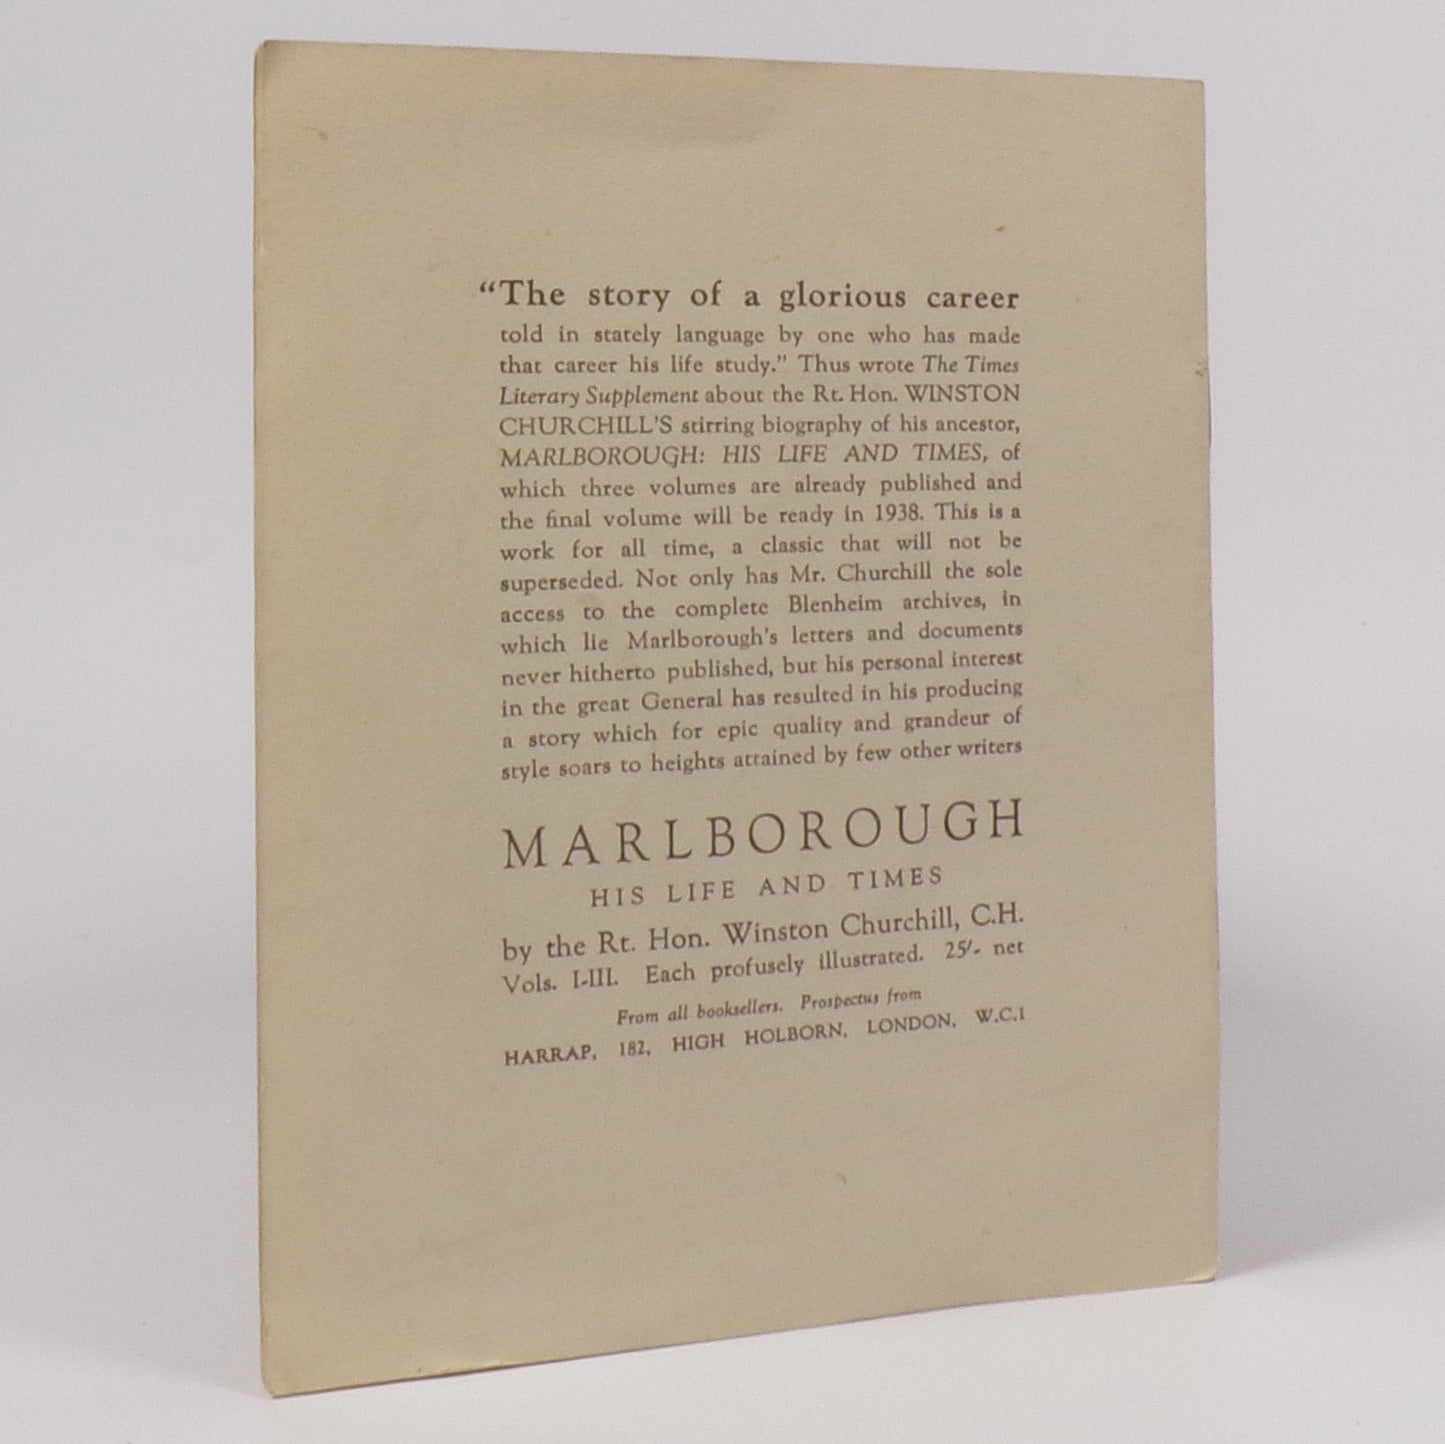 “The story of a glorious career
told in stately language by one who has made
that career his life study.” Thus wrote The Times
Literary Supplement about the Rt. Hon. WINSTON
CHURCHILL'S stirring biography of his ancestor,
MARLBOROUGH: HIS LIFE AND TIMES, of
which three volumes are already published and
the final volume will be ready in 1938. This is a
work for all time, a classic that will not be
superseded. Not only has Mr. Churchill the sole
access to the complete Blenheim archives, in
which lie Marlborough's letters and documents
never hitherto published, but his personal interest
in the great General has resulted in his producing
a story which for epic quality and grandeur of
style soars to heights attained by few other writers
MARLBOROUGH
HIS LIFE AND TIMES
by the Rt. Hon. Winston Churchill, C.H.
Vols. I-III. Each profusely illustrated. 25/- net
From all booksellers. Prospectus from
HARRAP, 182, HIGH HOLBORN, LONDON, W.C.1